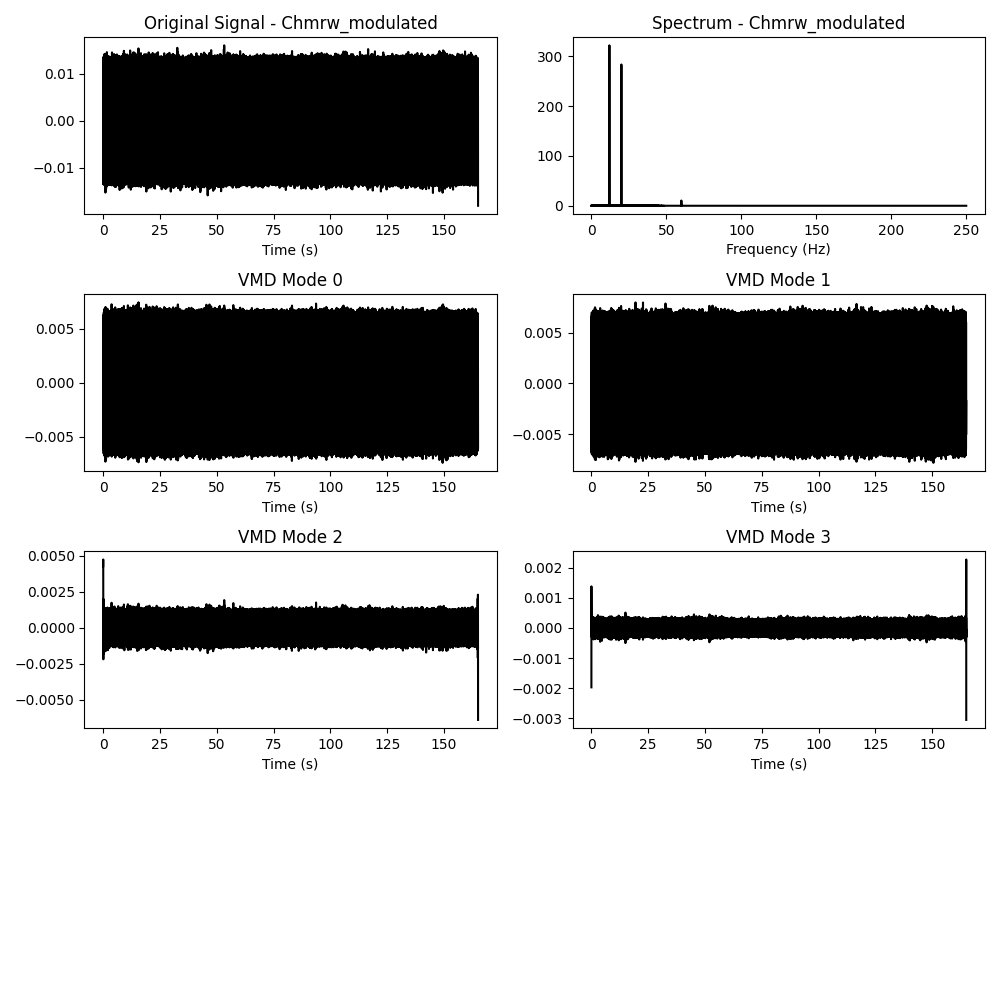 Original Signal - Chmrw_modulated
0.01
0.00
−0.01
0 25 50 75 100 125 150
Time (s)
Spectrum - Chmrw_modulated
300
200
100
0
0 50 100 150 200 250
Frequency (Hz)
VMD Mode 0
0.005
0.000
−0.005
0 25 50 75 100 125 150
Time (s)
VMD Mode 1
0.005
0.000
−0.005
0 25 50 75 100 125 150
Time (s)
VMD Mode 2
0.0050
0.0025
0.0000
−0.0025
−0.0050
0 25 50 75 100 125 150
Time (s)
VMD Mode 3
0.002
0.001
0.000
−0.001
−0.002
−0.003
0 25 50 75 100 125 150
Time (s)